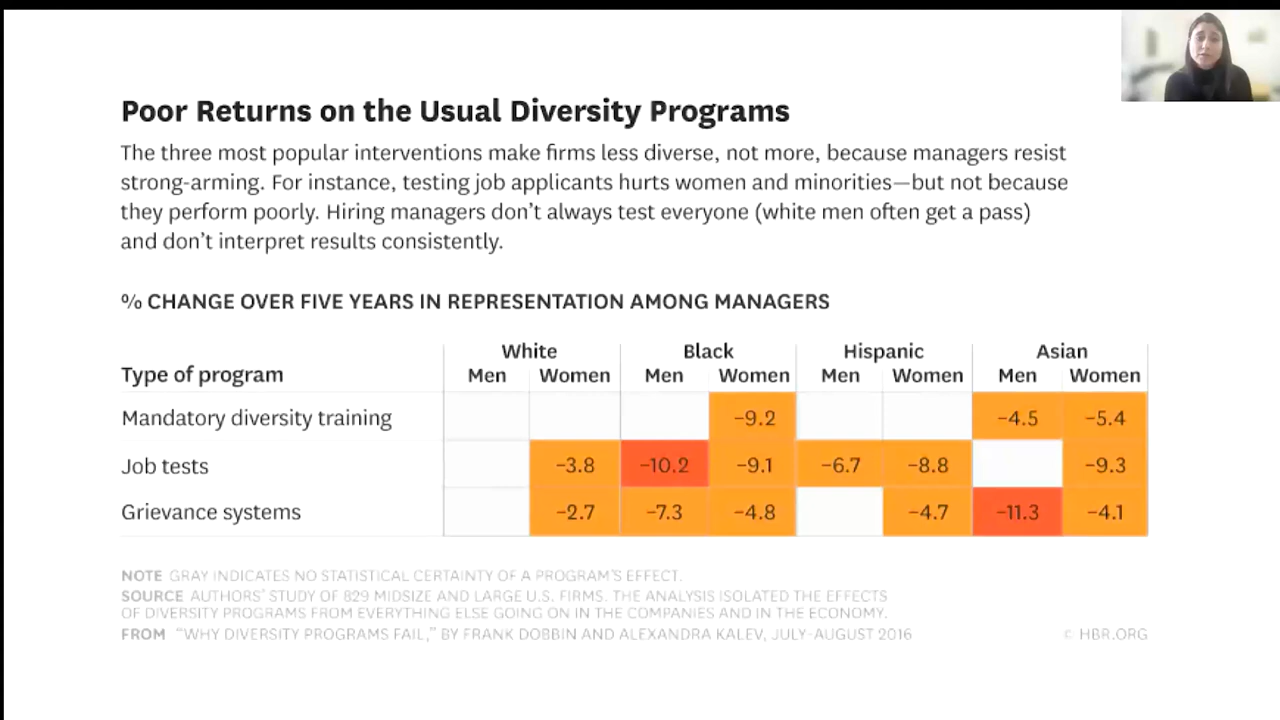 Poor Returns on the Usual Diversity Programs
The three most popular interventions make firms less diverse, not more, because managers resist
strong-arming. For instance, testing job applicants hurts women and minorities—but not because
they perform poorly. Hiring managers don’t always test everyone (white men often get a pass)
and don’t interpret results consistently.
% CHANGE OVER FIVE YEARS IN REPRESENTATION AMONG MANAGERS
White Black Hispanic Asian
Type of program Men Women Men Women Men Women Men Women
Mandatory diversity training −9.2 −4.5 −5.4
Job tests −3.8 −10.2 −9.1 −6.7 −8.8 −9.3
Grievance systems −2.7 −7.3 −4.8 −4.7 −11.3 −4.1
NOTE GRAY INDICATES NO STATISTICAL CERTAINTY OF A PROGRAM’S EFFECT.
SOURCE AUTHORS’ STUDY OF 829 MIDSIZE AND LARGE U.S. FIRMS. THE ANALYSIS ISOLATED THE EFFECTS
OF DIVERSITY PROGRAMS FROM EVERYTHING ELSE GOING ON IN THE COMPANIES AND IN THE ECONOMY.
FROM “WHY DIVERSITY PROGRAMS FAIL,” BY FRANK DOBBIN AND ALEXANDRA KALEV, JULY–AUGUST 2016 © HBR.ORG